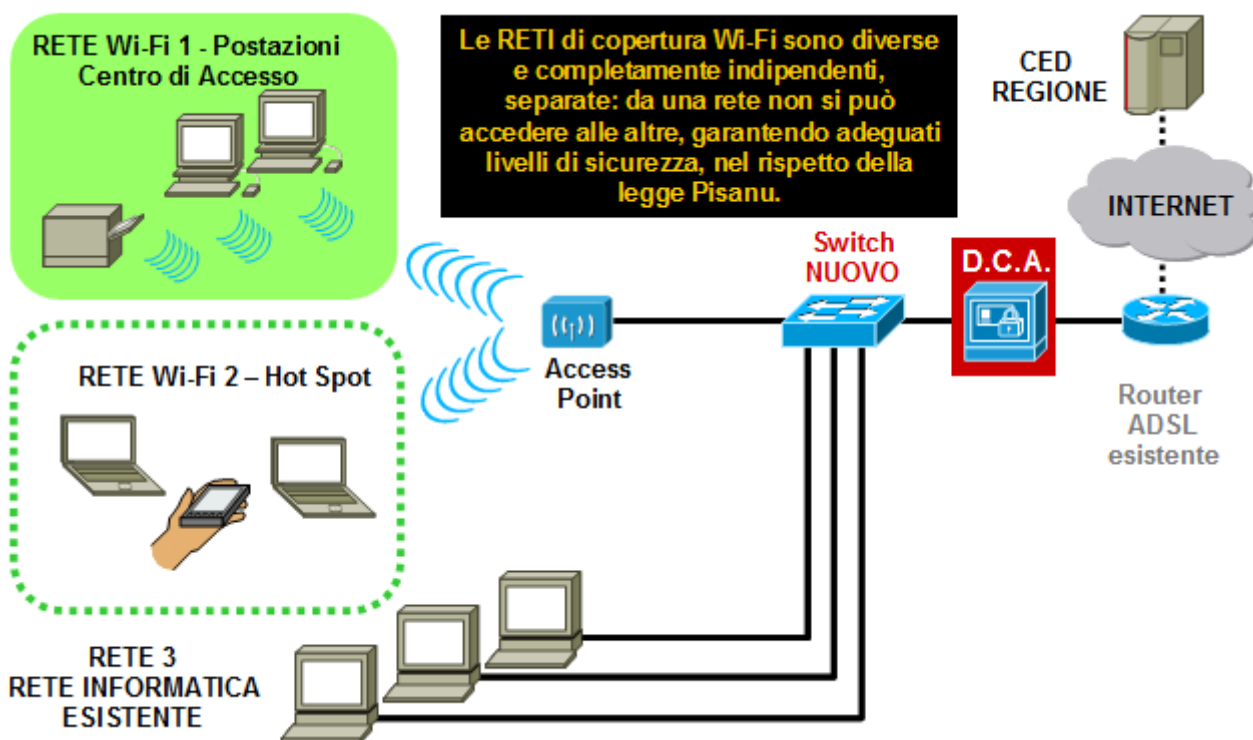 RETE Wi-Fi 1 - Postazioni
Centro di Accesso
Le RETI di copertura Wi-Fi sono diverse
e completamente indipendenti,
separate: da una rete non si può
accedere alle altre, garantendo adeguati
livelli di sicurezza, nel rispetto della
legge Pisanu.
CED
REGIONE
INTERNET
Switch
NUOVO
D.C.A.
Access
Point
Router
ADSL
esistente
RETE Wi-Fi 2 – Hot Spot
RETE 3
RETE INFORMATICA
ESISTENTE